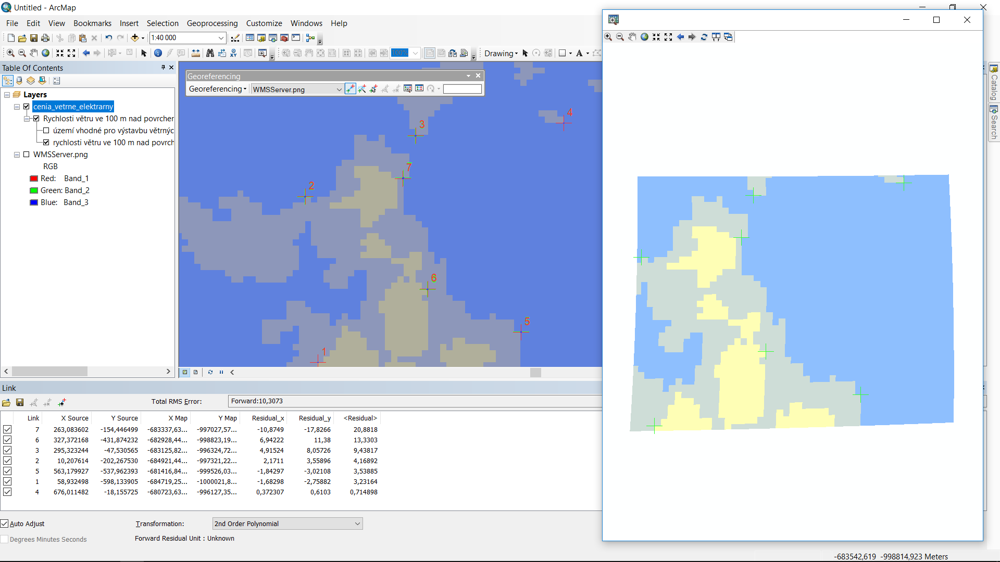 Untitled - ArcMap
File Edit View Bookmarks Insert Selection Geoprocessing Customize Windows Help
1:40 000
100%
Drawing
Table Of Contents
Layers
cenia_vetrne_elektrarny
Rychlosti větru ve 100 m nad povrcher
území vhodné pro výstavbu větrnýc
rychlosti větru ve 100 m nad povrch
WMSServer.png
RGB
Red: Band_1
Green: Band_2
Blue: Band_3
Georeferencing
Georeferencing WMSServer.png
4
3
7
2
6
5
1
Catalog
Search
Link
Total RMS Error: Forward:10,3073
Link X Source Y Source X Map Y Map Residual_x Residual_y <Residual>
7 263,083602 -154,446499 -683337,63... -997027,57... -10,8749 -17,8266 20,8818
6 327,372168 -431,874232 -682928,44... -998823,19... 6,94222 11,38 13,3303
3 295,323244 -47,530565 -683125,82... -996324,72... 4,91524 8,05726 9,43817
2 10,207614 -202,267530 -684921,44... -997321,22... 2,1711 3,55896 4,16892
5 563,179927 -537,962393 -681416,84... -999526,03... -1,84297 -3,02108 3,53885
1 58,932498 -598,133905 -684719,25... -1000021,8... -1,68298 -2,75882 3,23164
4 676,011482 -18,155725 -680723,63... -996127,35... 0,372307 0,6103 0,714898
Auto Adjust Transformation: 2nd Order Polynomial
Degrees Minutes Seconds Forward Residual Unit : Unknown
-683542,619 -998814,923 Meters